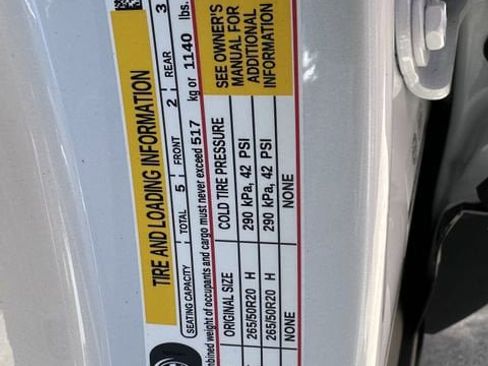 TIRE AND LOADING INFORMATION
SEATING CAPACITY TOTAL 5 FRONT 2 REAR 3
of occupants and cargo must never exceed 517 kg or 1140 lbs.
ORIGINAL SIZE COLD TIRE PRESSURE
265/50R20 H 290 kPa, 42 PSI
265/50R20 H 290 kPa, 42 PSI
NONE NONE
SEE OWNER'S
MANUAL FOR
ADDITIONAL
INFORMATION